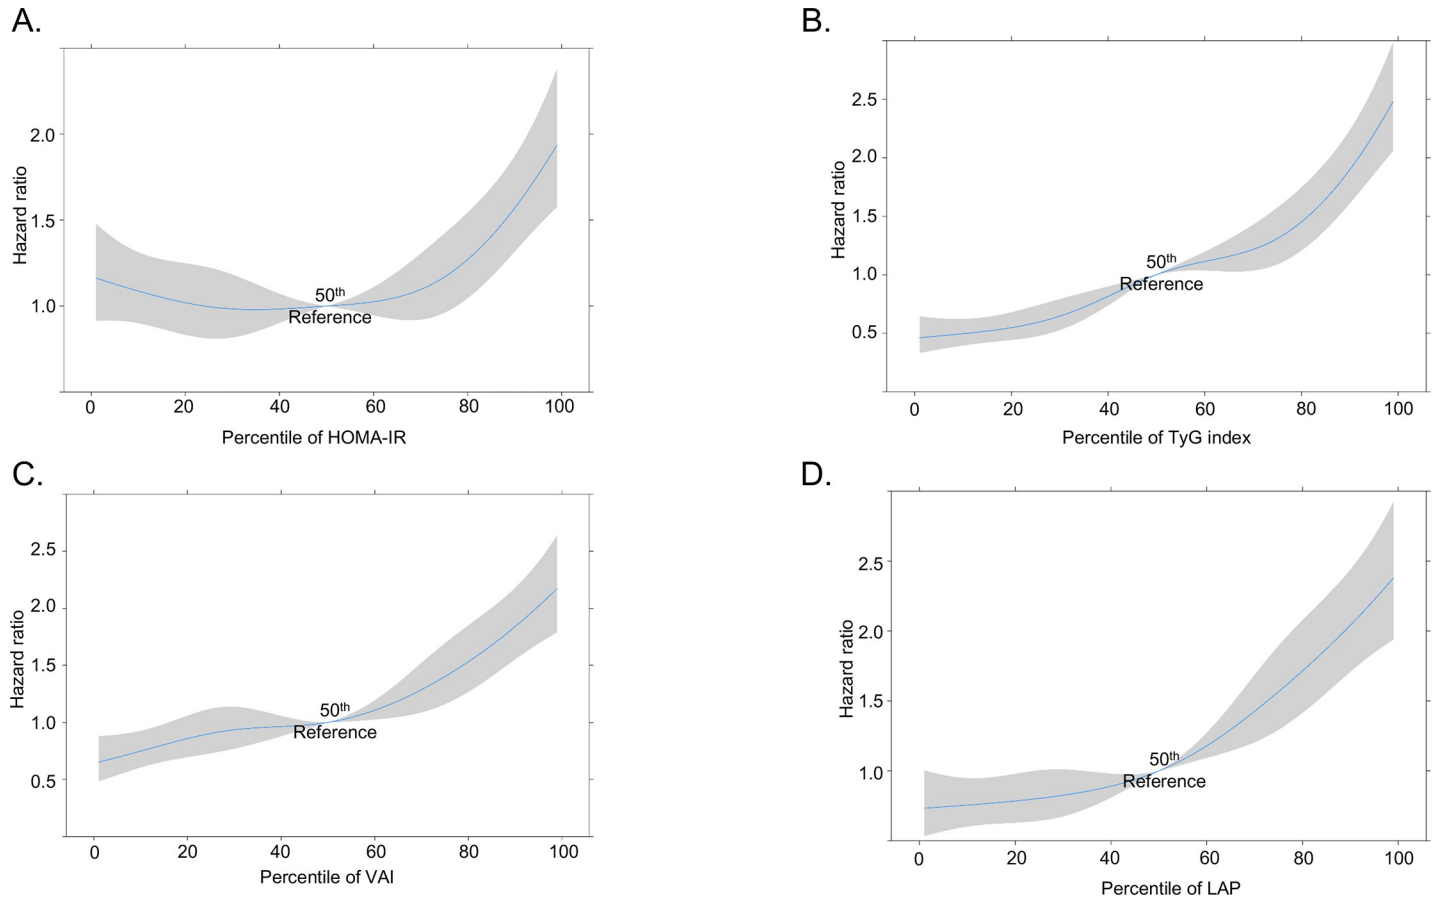 A.
2.0
1.5
1.0
Hazard ratio
50th
Reference
0 20 40 60 80 100
Percentile of HOMA-IR
B.
2.5
2.0
1.5
1.0
0.5
Hazard ratio
50th
Reference
0 20 40 60 80 100
Percentile of TyG index
C.
2.5
2.0
1.5
1.0
0.5
Hazard ratio
50th
Reference
0 20 40 60 80 100
Percentile of VAI
D.
2.5
2.0
1.5
1.0
Hazard ratio
50th
Reference
0 20 40 60 80 100
Percentile of LAP